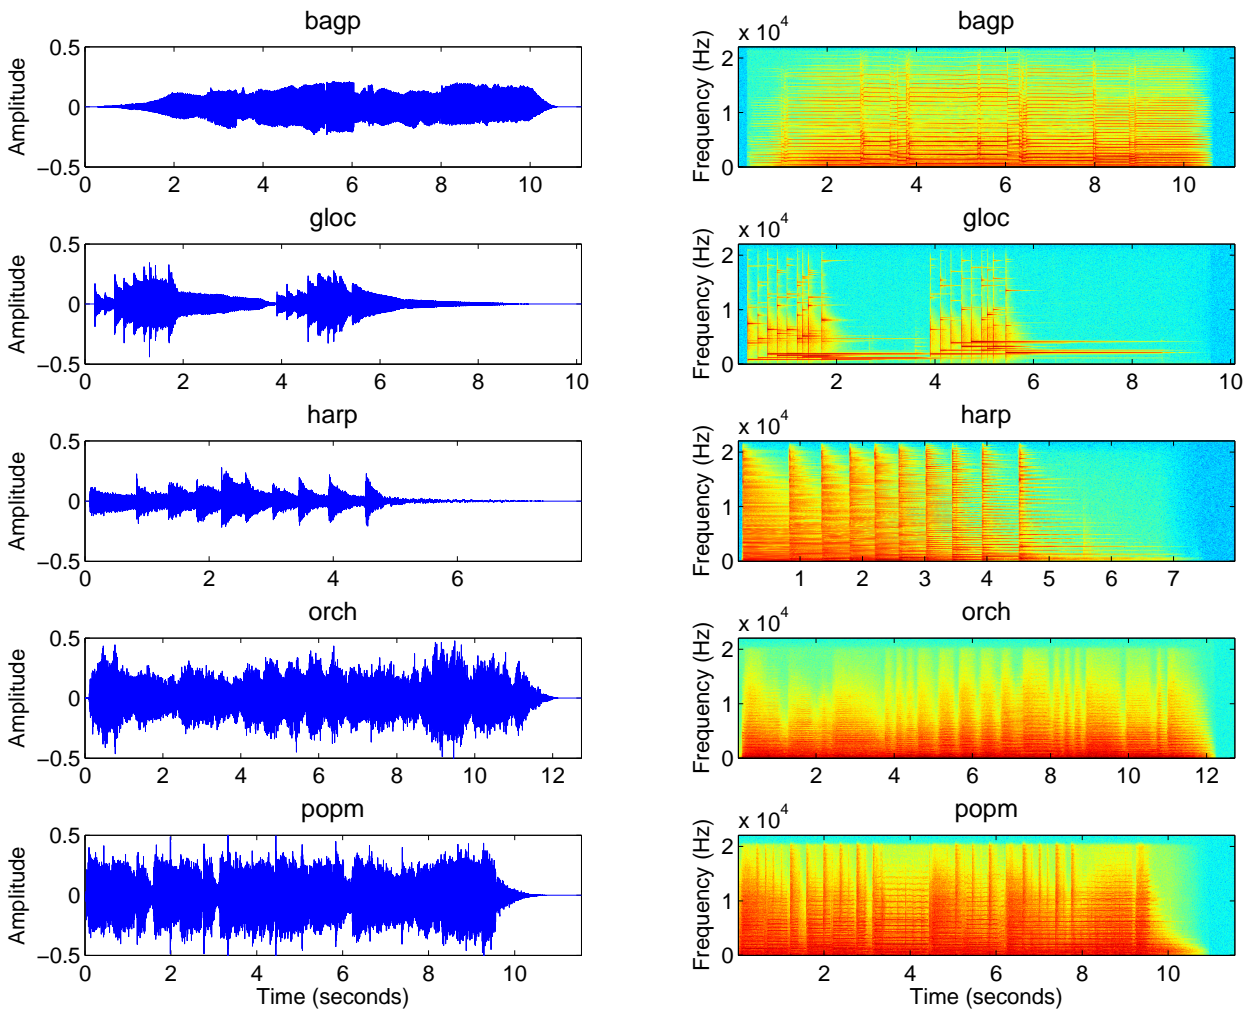 bagp
0.5
0
−0.5
Amplitude
0 2 4 6 8 10
bagp
x 10^4
2
1
0
Frequency (Hz)
2 4 6 8 10
gloc
0.5
0
−0.5
Amplitude
0 2 4 6 8 10
gloc
x 10^4
2
1
0
Frequency (Hz)
2 4 6 8 10
harp
0.5
0
−0.5
Amplitude
0 2 4 6
harp
x 10^4
2
1
0
Frequency (Hz)
1 2 3 4 5 6 7
orch
0.5
0
−0.5
Amplitude
0 2 4 6 8 10 12
orch
x 10^4
2
1
0
Frequency (Hz)
2 4 6 8 10 12
popm
0.5
0
−0.5
Amplitude
0 2 4 6 8 10
Time (seconds)
popm
x 10^4
2
1
0
Frequency (Hz)
2 4 6 8 10
Time (seconds)